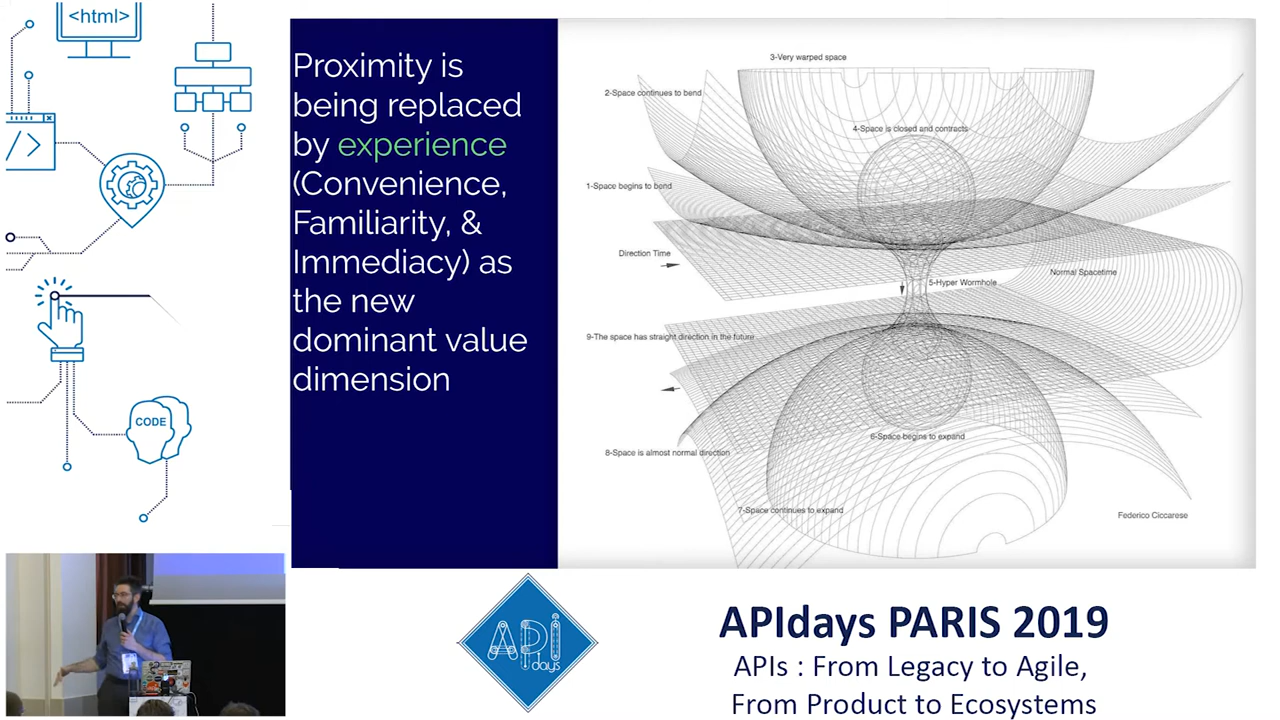 <html>
</>
CODE
Proximity is
being replaced
by experience
(Convenience,
Familiarity, &
Immediacy) as
the new
dominant value
dimension
3-Very warped space
2-Space continues to bend
4-Space is closed and contracts
1-Space begins to bend
Direction Time
Normal Spacetime
5-Hyper Wormhole
9-The space has straight direction in the future
6-Space begins to expand
8-Space is almost normal direction
7-Space continues to expand
Federico Ciccarese
API
days
APIdays PARIS 2019
APIs : From Legacy to Agile,
From Product to Ecosystems